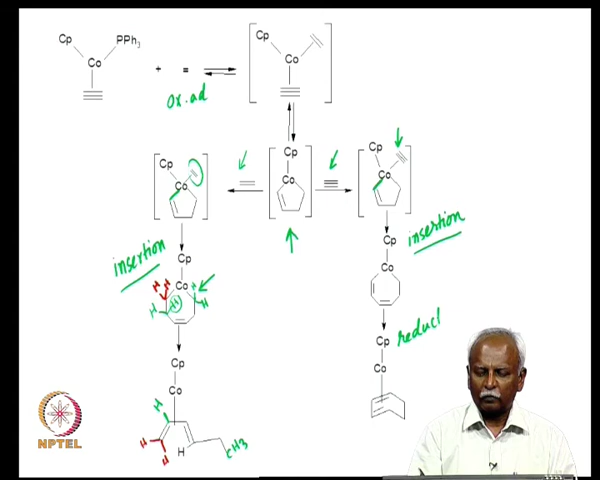 Cp PPh3 Cp
Co Co
+ =
ox.ad
Cp
Cp Co Cp
Co Co
Cp insertion
insertion Cp Co
Co
H H H
H H H
Cp
reduct
Cp Co
Co
H
H
H H CH3
NPTEL